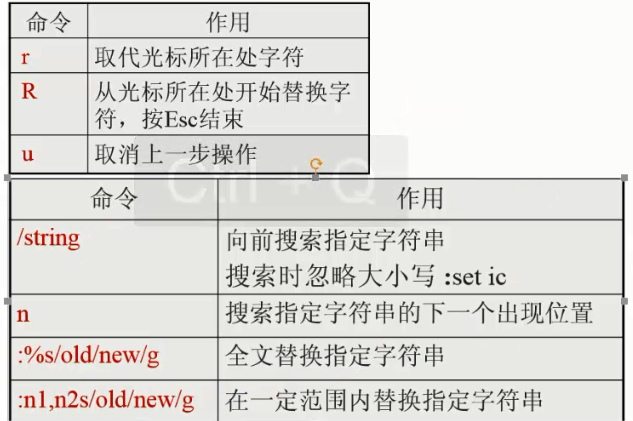 命令 作用
r 取代光标所在处字符
R 从光标所在处开始替换字
符，按Esc结束
u 取消上一步操作
Ctrl + Q
命令 作用
/string 向前搜索指定字符串
搜索时忽略大小写 :set ic
n 搜索指定字符串的下一个出现位置
:%s/old/new/g 全文替换指定字符串
:n1,n2s/old/new/g 在一定范围内替换指定字符串